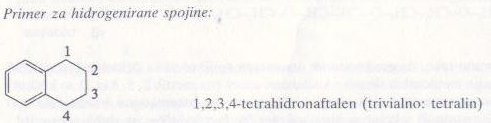 Primer za hidrogenirane spojine:
1
2
3
4
1,2,3,4-tetrahidronaftalen (trivialno: tetralin)